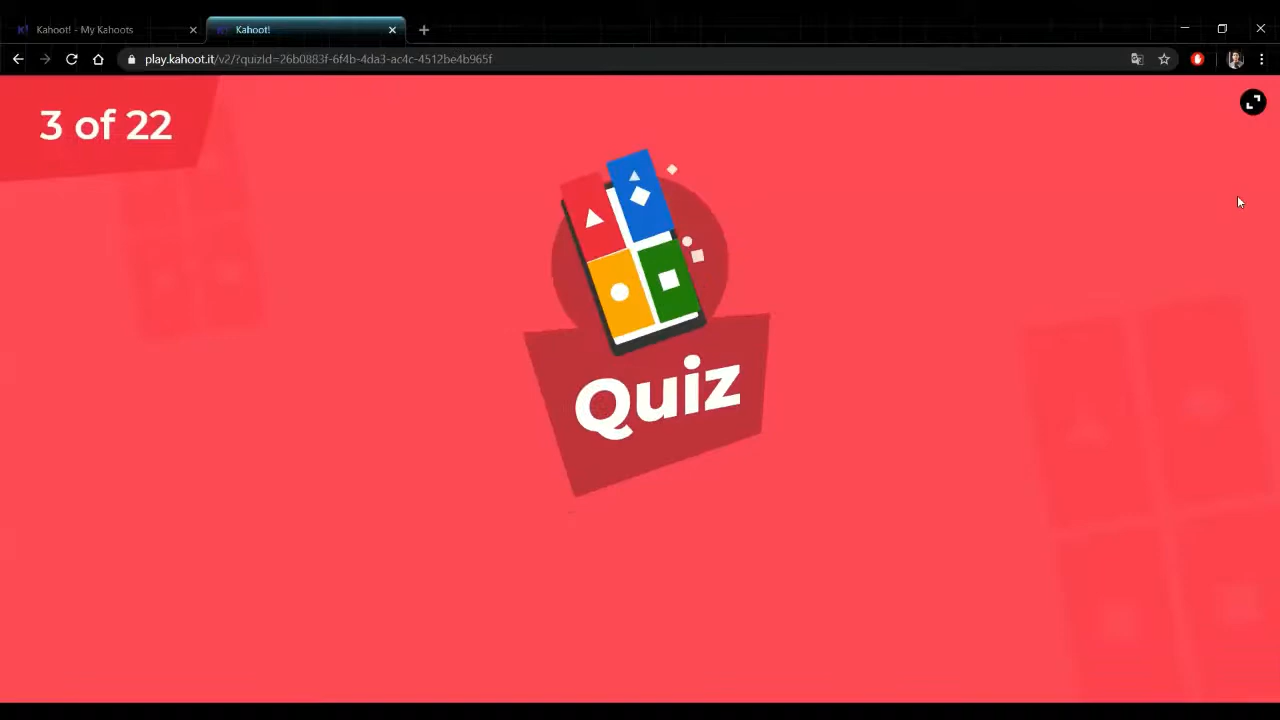 Kahoot! - My Kahoots
Kahoot!
play.kahoot.it/v2/?quizId=26b0883f-6f4b-4da3-ac4c-4512be4b965f
3 of 22
Quiz